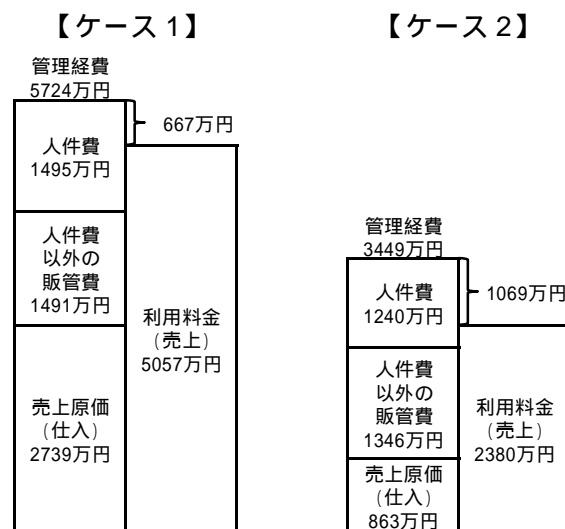 【ケース1】
管理経費
5724万円
667万円
人件費
1495万円
人件費
以外の
販管費
1491万円
利用料金
(売上)
5057万円
売上原価
(仕入)
2739万円
【ケース2】
管理経費
3449万円
人件費
1240万円
1069万円
人件費
以外の
販管費
1346万円
利用料金
(売上)
2380万円
売上原価
(仕入)
863万円